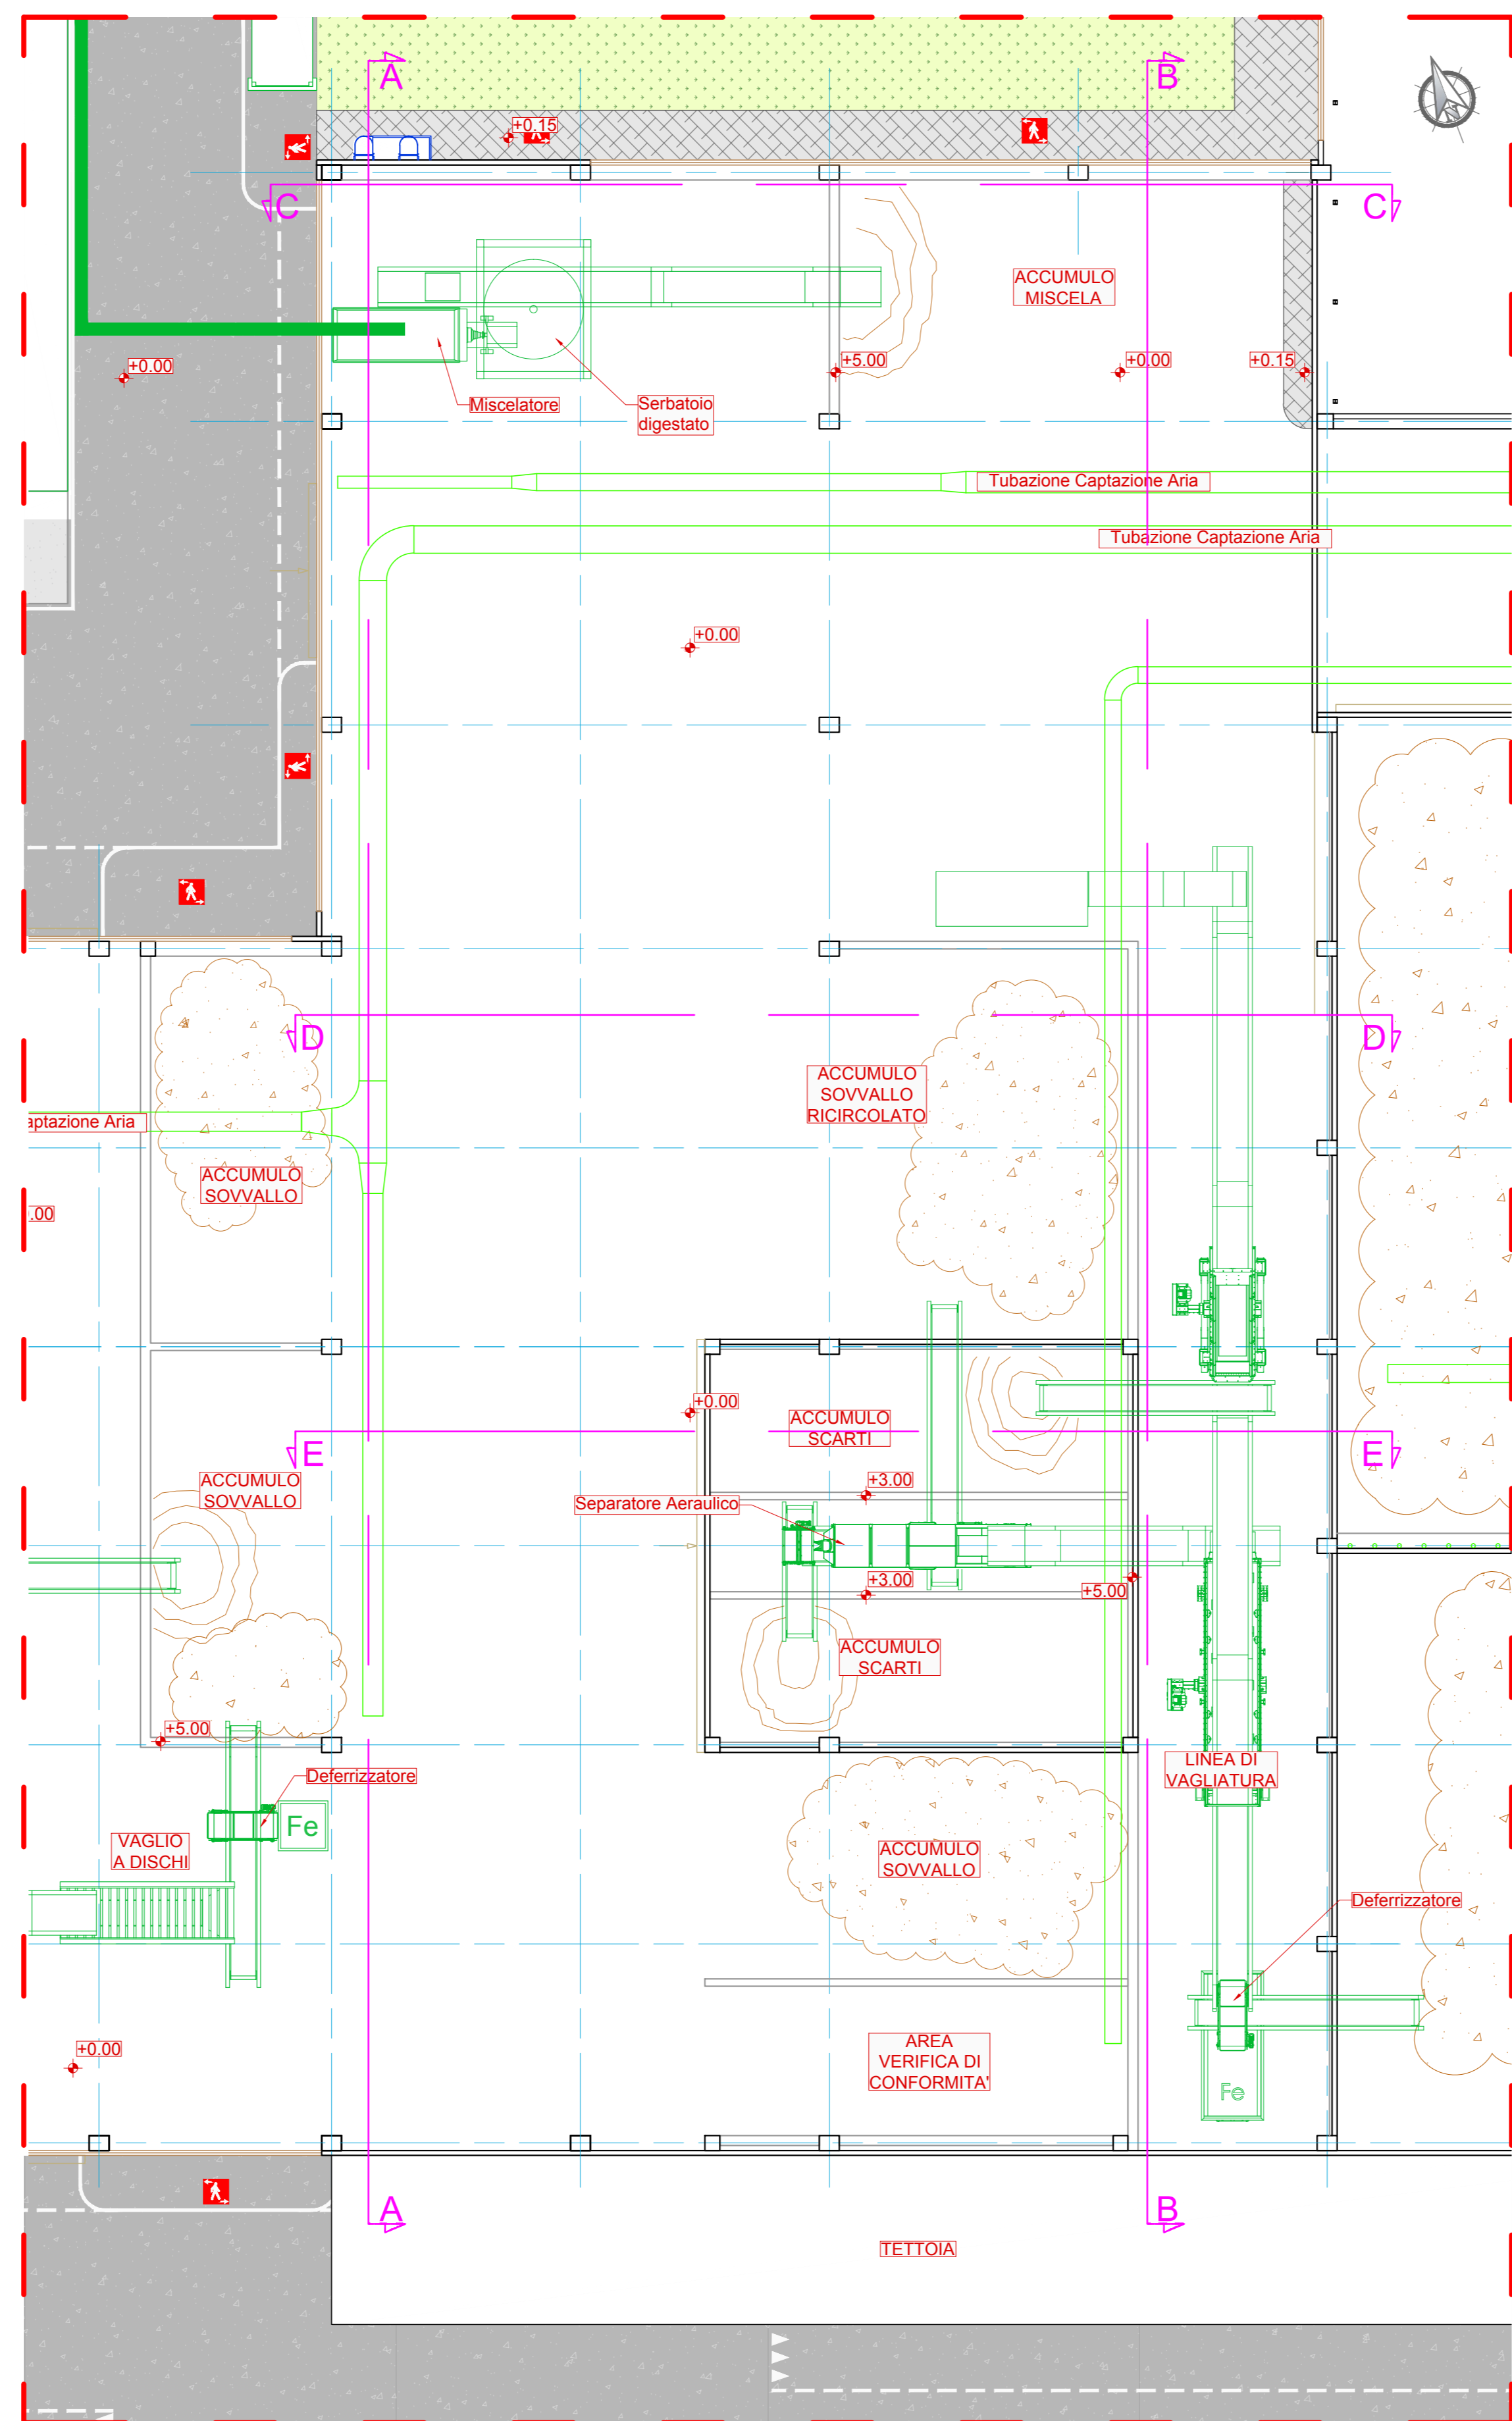 A
B
+0.15
C
C
ACCUMULO
MISCELA
+0.00
+5.00
+0.00
+0.15
Miscelatore
Serbatoio
digestato
Tubazione Captazione Aria
Tubazione Captazione Aria
+0.00
D
D
ACCUMULO
SOVVALLO
RICIRCOLATO
aptazione Aria
ACCUMULO
SOVVALLO
.00
+0.00
ACCUMULO
SCARTI
E
E
ACCUMULO
SOVVALLO
+3.00
Separatore Aeraulico
+3.00
+5.00
ACCUMULO
SCARTI
+5.00
LINEA DI
VAGLIATURA
Deferrizzatore
Fe
VAGLIO
A DISCHI
ACCUMULO
SOVVALLO
Deferrizzatore
+0.00
AREA
VERIFICA DI
CONFORMITA'
Fe
A
B
TETTOIA